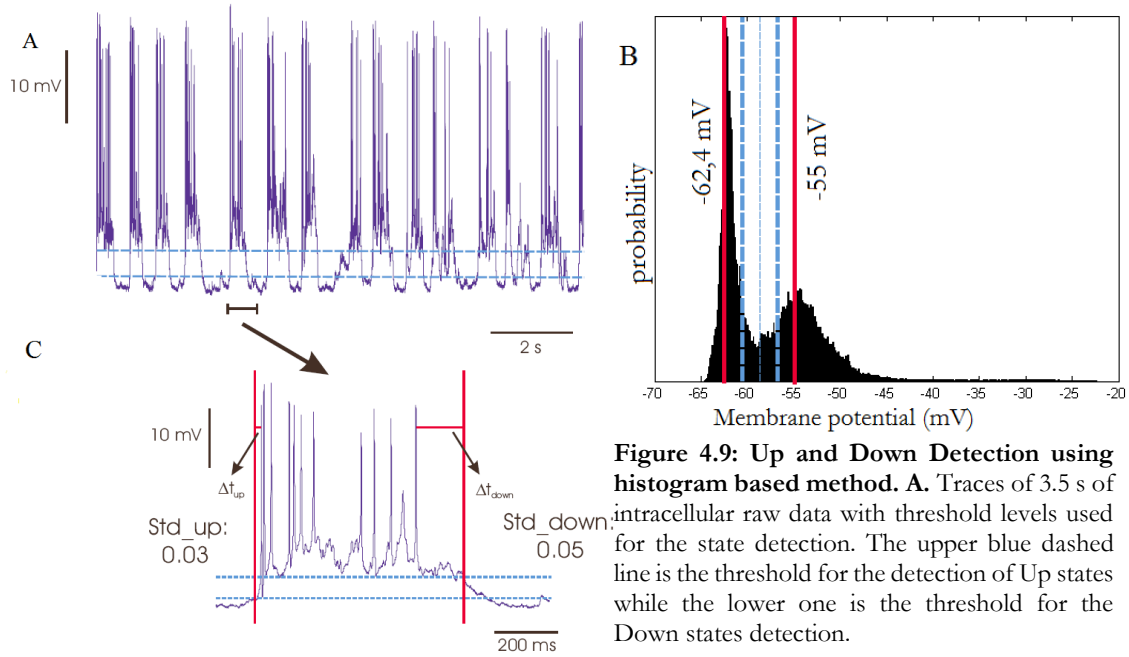 A
10 mV
2 s
B
-62,4 mV
-55 mV
probability
-70 -65 -60 -55 -50 -45 -40 -35 -30 -25 -20
Membrane potential (mV)
C
10 mV
Δtup
Δtdown
Std_up:
0.03
Std_down:
0.05
200 ms
Figure 4.9: Up and Down Detection using
histogram based method. A. Traces of 3.5 s of
intracellular raw data with threshold levels used
for the state detection. The upper blue dashed
line is the threshold for the detection of Up states
while the lower one is the threshold for the
Down states detection.